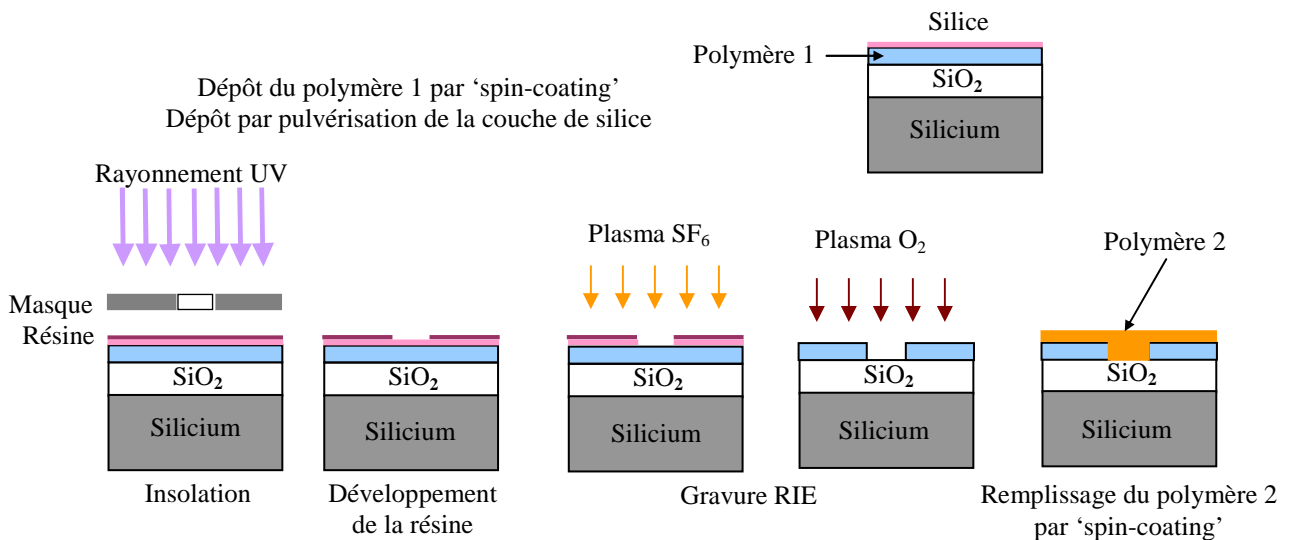 Silice
Polymère 1
SiO2
Silicium
Dépôt du polymère 1 par ‘spin-coating’
Dépôt par pulvérisation de la couche de silice
Rayonnement UV
Masque
Résine
SiO2
Silicium
Insolation
SiO2
Silicium
Développement
de la résine
Plasma SF6
SiO2
Silicium
Plasma O2
SiO2
Silicium
Gravure RIE
Polymère 2
SiO2
Silicium
Remplissage du polymère 2
par ‘spin-coating’